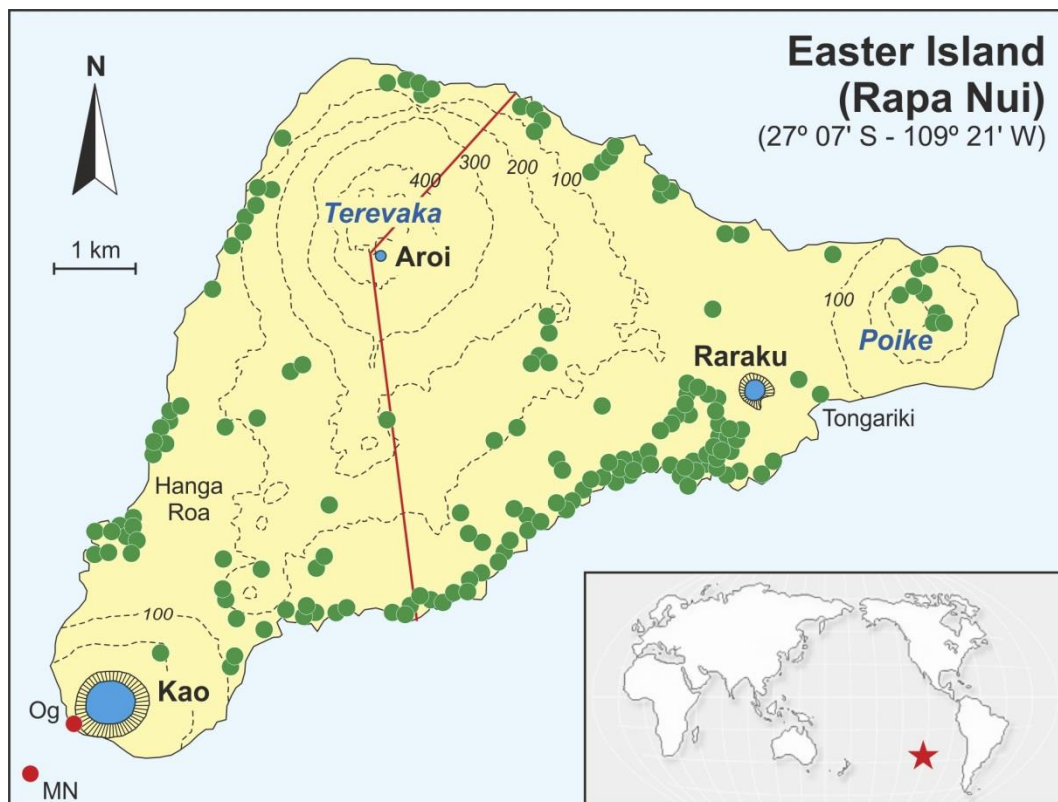 Easter Island
(Rapa Nui)
(27º 07' S - 109º 21' W)
N
1 km
400
300
200
100
Terevaka
Aroi
100
Poike
Raraku
Tongariki
Hanga
Roa
100
Kao
Og
MN